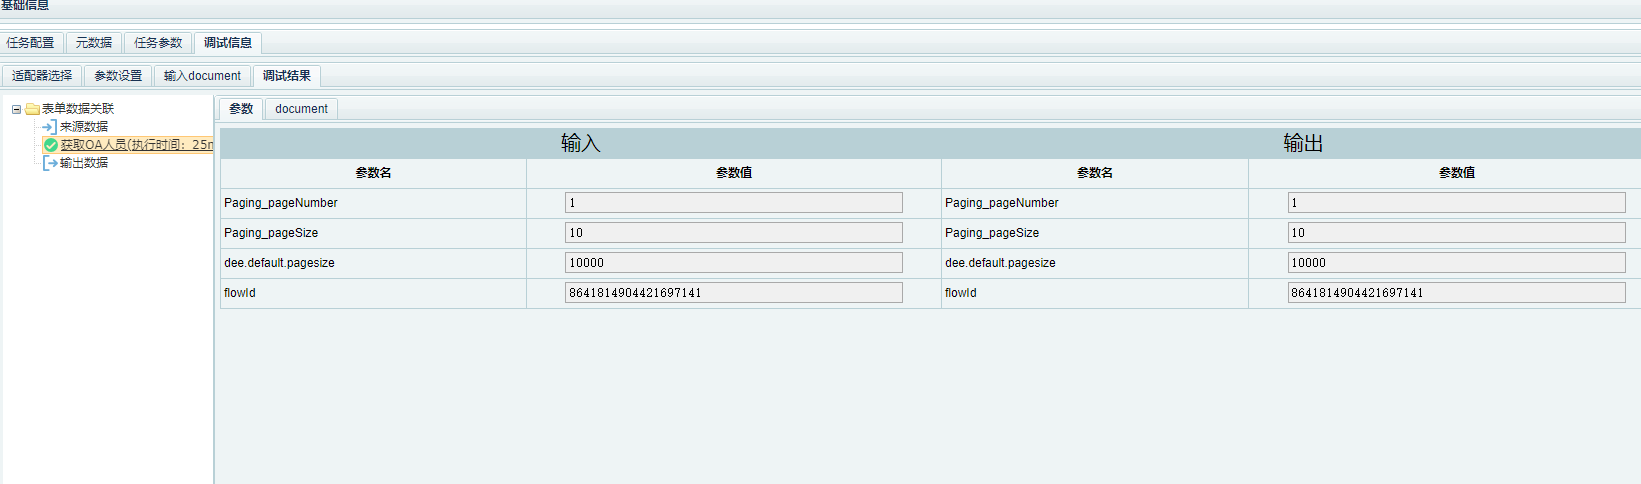 基础信息
任务配置 元数据 任务参数 调试信息
适配器选择 参数设置 输入document 调试结果
表单数据关联
来源数据
获取OA人员(执行时间：25m
输出数据
参数 document
输入 输出
参数名 参数值 参数名 参数值
Paging_pageNumber 1 Paging_pageNumber 1
Paging_pageSize 10 Paging_pageSize 10
dee.default.pagesize 10000 dee.default.pagesize 10000
flowId 8641814904421697141 flowId 8641814904421697141